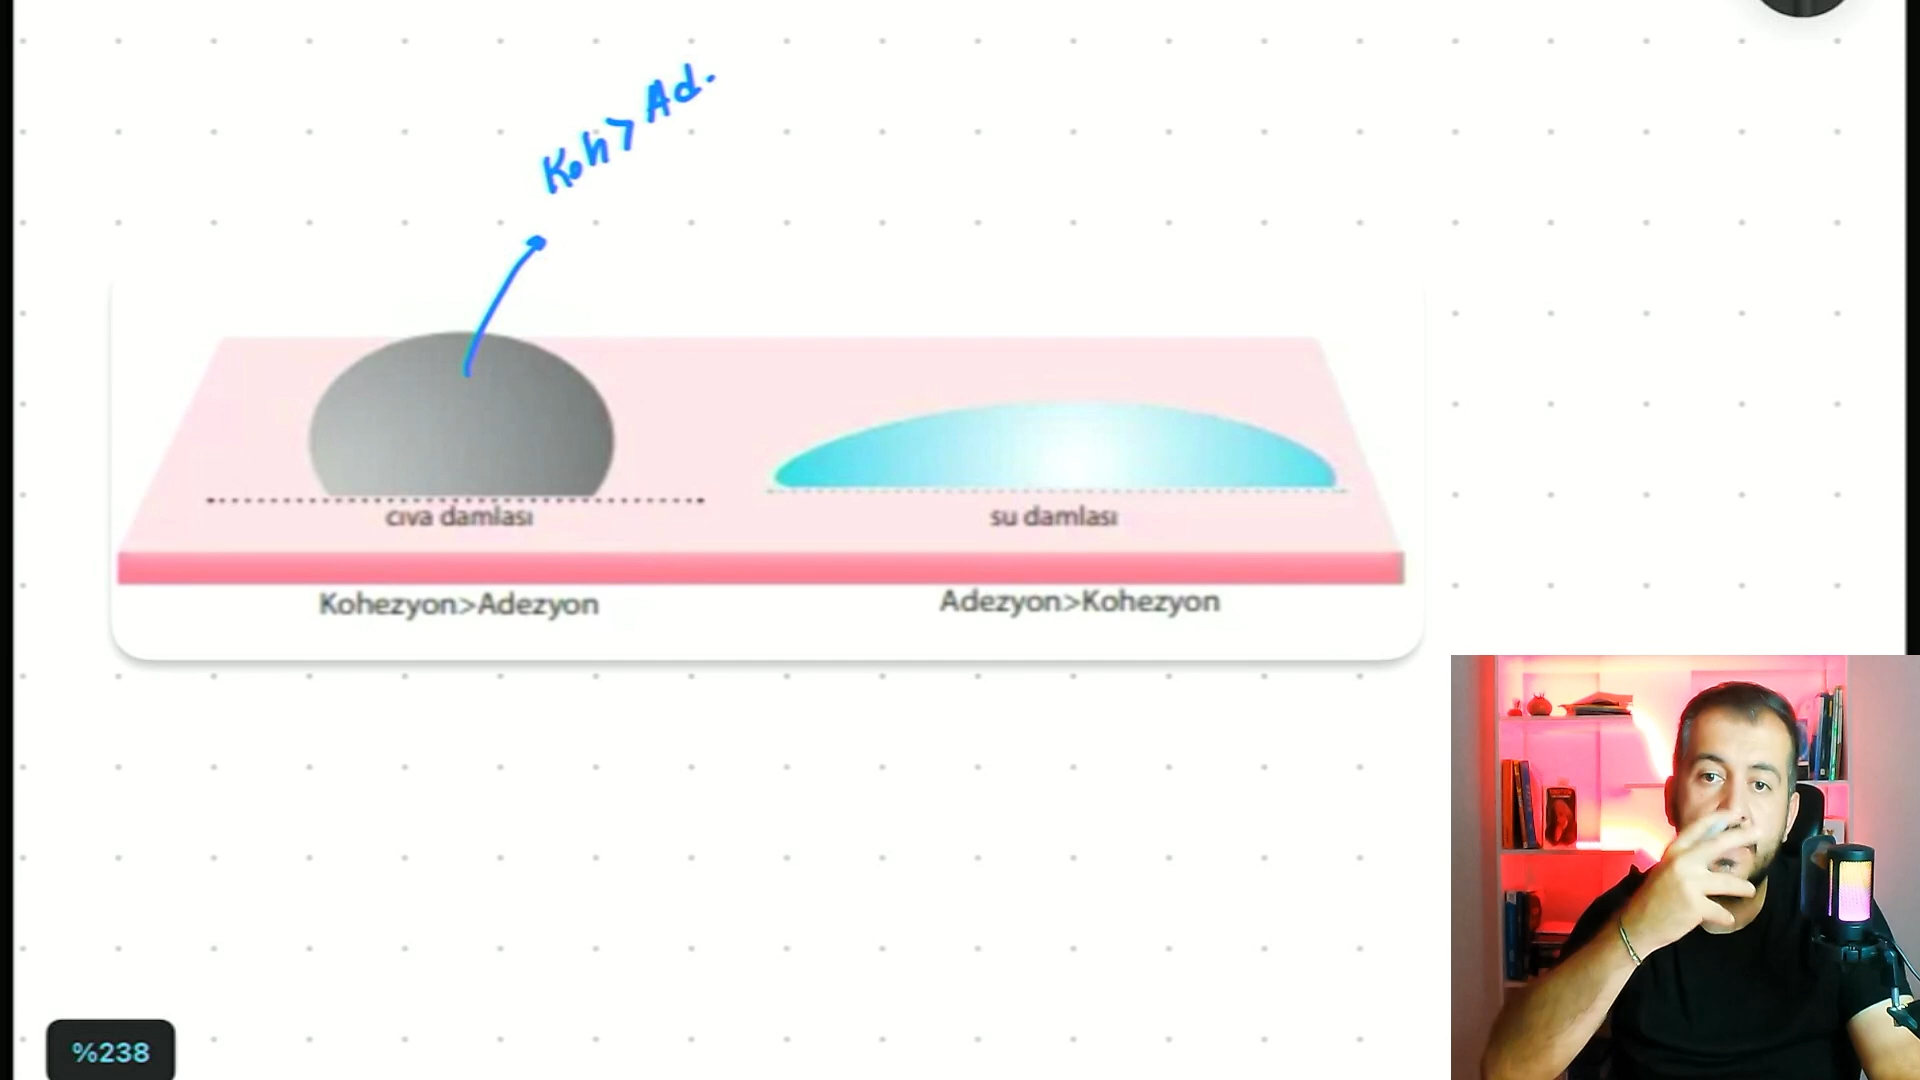 Koh > Ad.
cıva damlası
su damlası
Kohezyon>Adezyon
Adezyon>Kohezyon
%238